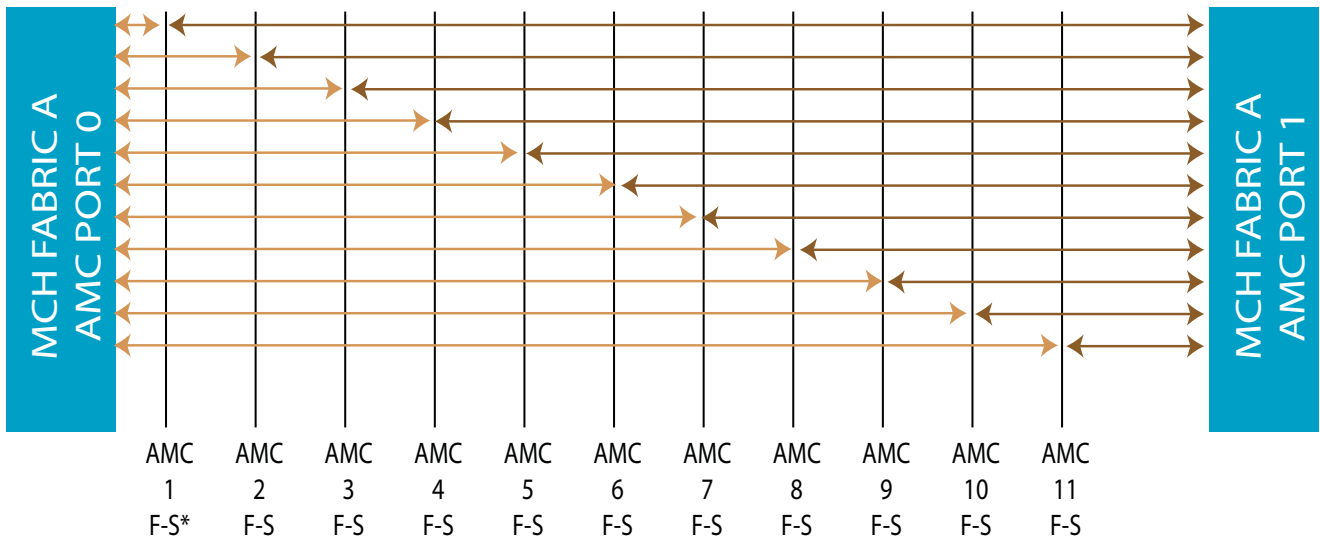 MCH FABRIC A
AMC PORT 0
MCH FABRIC A
AMC PORT 1
AMC AMC AMC AMC AMC AMC AMC AMC AMC AMC AMC
1 2 3 4 5 6 7 8 9 10 11
F-S* F-S F-S F-S F-S F-S F-S F-S F-S F-S F-S